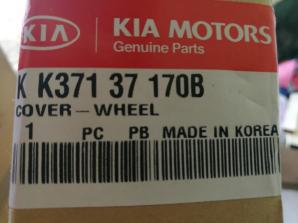 KIA
KIA MOTORS
Genuine Parts
K K371 37 170B
COVER-WHEEL
1 PC PB MADE IN KOREA